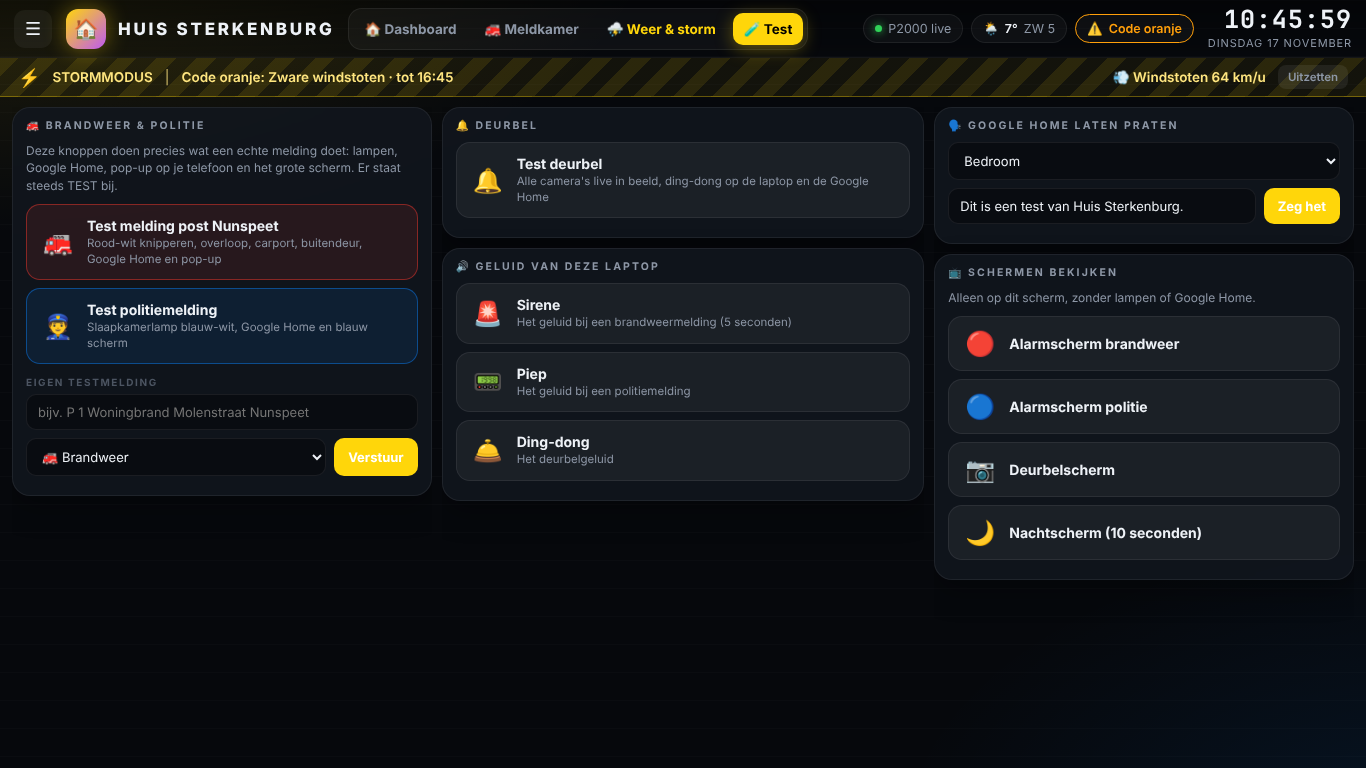 HUIS STERKENBURG
Dashboard
Meldkamer
Weer & storm
Test
P2000 live
7° ZW 5
Code oranje
10:45:59
DINSDAG 17 NOVEMBER
STORMMODUS
Code oranje: Zware windstoten · tot 16:45
Windstoten 64 km/u
Uitzetten
BRANDWEER & POLITIE
Deze knoppen doen precies wat een echte melding doet: lampen,
Google Home, pop-up op je telefoon en het grote scherm. Er staat
steeds TEST bij.
Test melding post Nunspeet
Rood-wit knipperen, overloop, carport, buitendeur,
Google Home en pop-up
Test politiemelding
Slaapkamerlamp blauw-wit, Google Home en blauw
scherm
EIGEN TESTMELDING
bijv. P 1 Woningbrand Molenstraat Nunspeet
Brandweer
Verstuur
DEURBEL
Test deurbel
Alle camera's live in beeld, ding-dong op de laptop en de Google
Home
GELUID VAN DEZE LAPTOP
Sirene
Het geluid bij een brandweermelding (5 seconden)
Piep
Het geluid bij een politiemelding
Ding-dong
Het deurbelgeluid
GOOGLE HOME LATEN PRATEN
Bedroom
Dit is een test van Huis Sterkenburg.
Zeg het
SCHERMEN BEKIJKEN
Alleen op dit scherm, zonder lampen of Google Home.
Alarmscherm brandweer
Alarmscherm politie
Deurbelscherm
Nachtscherm (10 seconden)